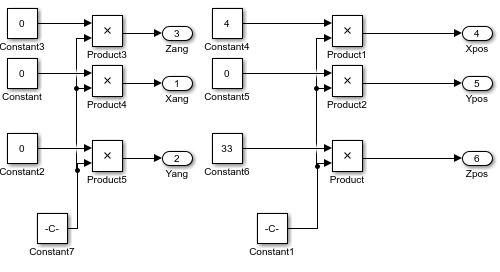 0
Constant3
×
Product3
3
Zang
4
Constant4
×
Product1
4
Xpos
0
Constant
×
Product4
1
Xang
0
Constant5
×
Product2
5
Ypos
0
Constant2
×
Product5
2
Yang
33
Constant6
×
Product
6
Zpos
-C-
Constant7
-C-
Constant1